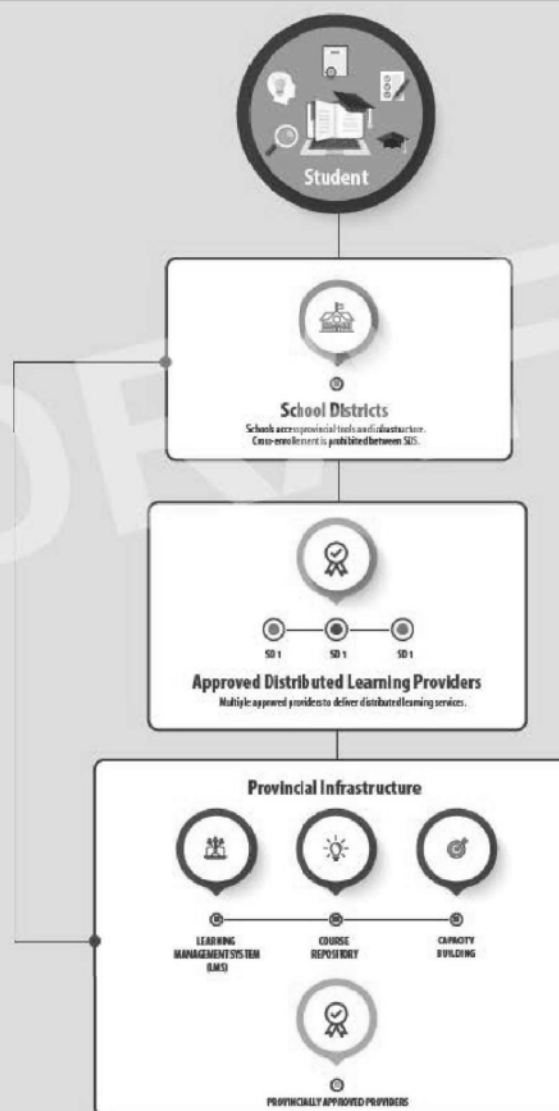 Student
School Districts
Schools access provincial tools and infrastructure.
Cross-enrollement is prohibited between SDS.
SD 1
SD 1
SD 1
Approved Distributed Learning Providers
Multiple approved providers to deliver distributed learning services.
Provincial Infrastructure
LEARNING
MANAGEMENT SYSTEM
(LMS)
COURSE
REPOSITORY
CAPACITY
BUILDING
PROVINCIALLY APPROVED PROVIDERS